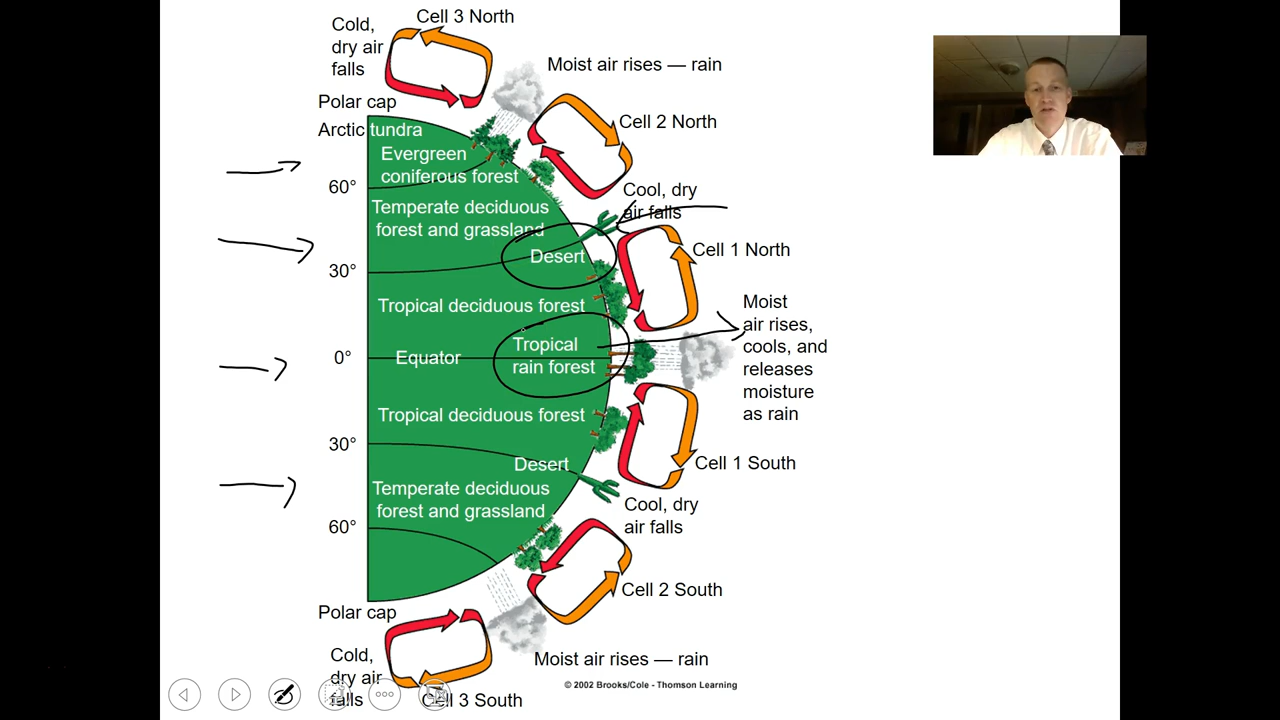 Cell 3 North
Cold,
dry air
falls
Moist air rises — rain
Polar cap
Cell 2 North
Arctic tundra
Evergreen
coniferous forest
60°
Cool, dry
air falls
Temperate deciduous
forest and grassland
Cell 1 North
Desert
30°
Tropical deciduous forest
Moist
air rises,
cools, and
releases
moisture
as rain
Tropical
rain forest
0°
Equator
Tropical deciduous forest
30°
Cell 1 South
Desert
Temperate deciduous
forest and grassland
Cool, dry
air falls
60°
Cell 2 South
Polar cap
Cold,
dry air
falls
Moist air rises — rain
© 2002 Brooks/Cole - Thomson Learning
Cell 3 South